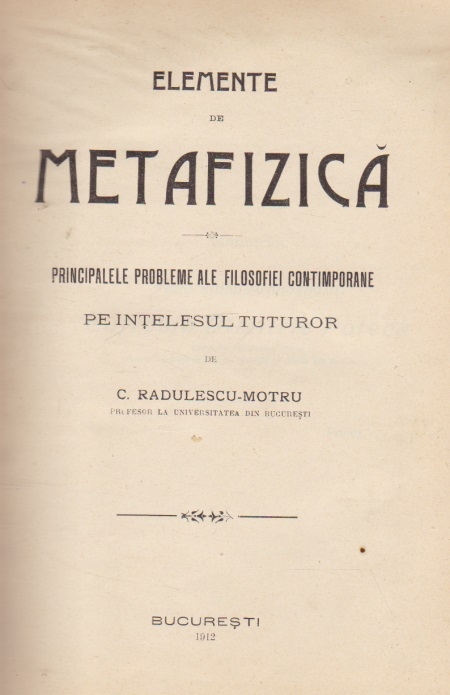 ELEMENTE
DE
METAFIZICĂ
PRINCIPALELE PROBLEME ALE FILOSOFIEI CONTIMPORANE
PE INȚELESUL TUTUROR
DE
C. RADULESCU-MOTRU
PROFESOR LA UNIVERSITATEA DIN BUCUREȘTI
BUCUREȘTI
1912